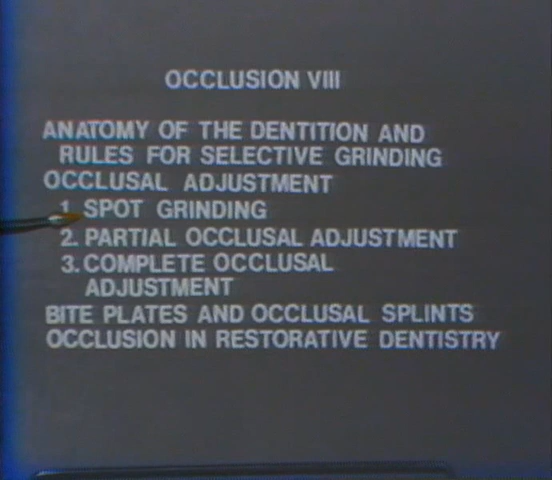 OCCLUSION VIII
ANATOMY OF THE DENTITION AND
RULES FOR SELECTIVE GRINDING
OCCLUSAL ADJUSTMENT
1. SPOT GRINDING
2. PARTIAL OCCLUSAL ADJUSTMENT
3. COMPLETE OCCLUSAL
ADJUSTMENT
BITE PLATES AND OCCLUSAL SPLINTS
OCCLUSION IN RESTORATIVE DENTISTRY